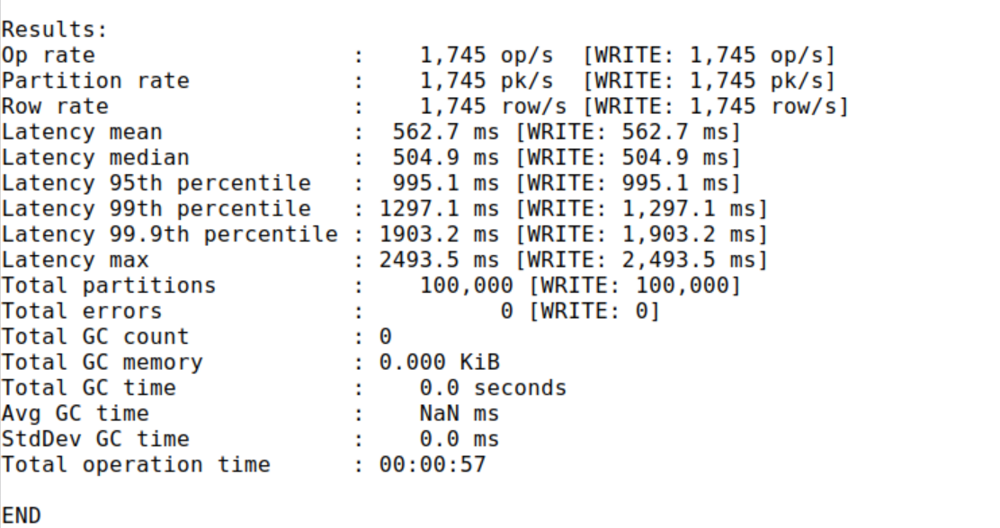 Results:
Op rate                   :    1,745 op/s  [WRITE: 1,745 op/s]
Partition rate            :    1,745 pk/s  [WRITE: 1,745 pk/s]
Row rate                  :    1,745 row/s [WRITE: 1,745 row/s]
Latency mean              :  562.7 ms [WRITE: 562.7 ms]
Latency median            :  504.9 ms [WRITE: 504.9 ms]
Latency 95th percentile   :  995.1 ms [WRITE: 995.1 ms]
Latency 99th percentile   : 1297.1 ms [WRITE: 1,297.1 ms]
Latency 99.9th percentile : 1903.2 ms [WRITE: 1,903.2 ms]
Latency max               : 2493.5 ms [WRITE: 2,493.5 ms]
Total partitions          :    100,000 [WRITE: 100,000]
Total errors              :          0 [WRITE: 0]
Total GC count            : 0
Total GC memory           : 0.000 KiB
Total GC time             :    0.0 seconds
Avg GC time               :    NaN ms
StdDev GC time            :    0.0 ms
Total operation time      : 00:00:57

END